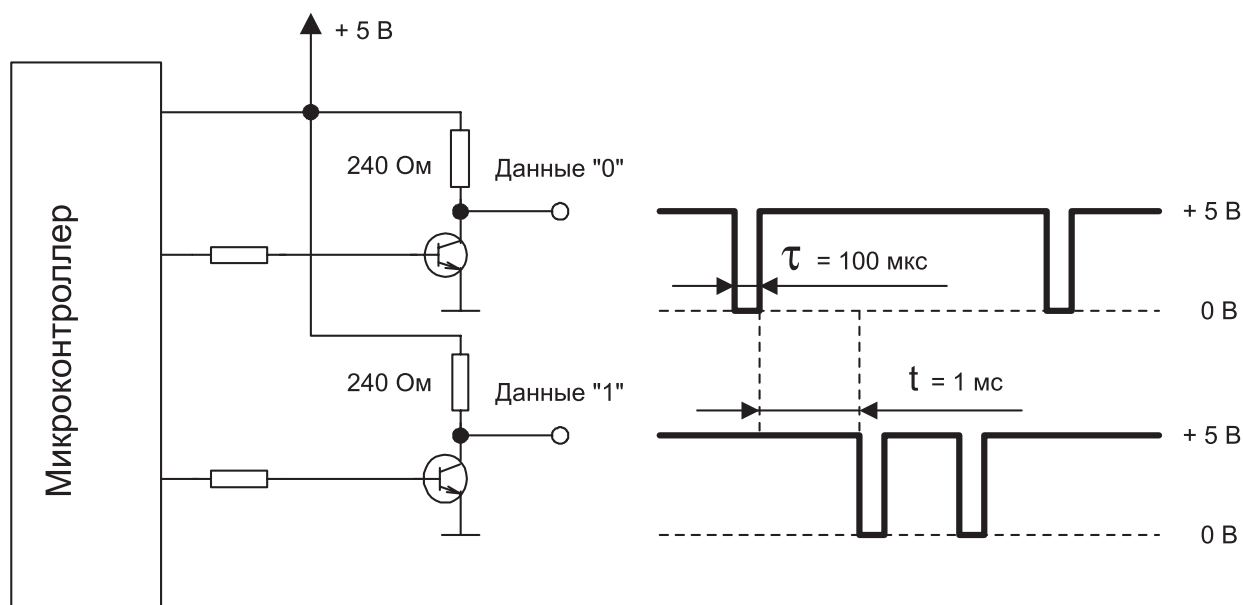 + 5 В
Микроконтроллер
240 Ом
Данные "0"
+ 5 В
τ = 100 мкс
0 В
240 Ом
Данные "1"
t = 1 мс
+ 5 В
0 В